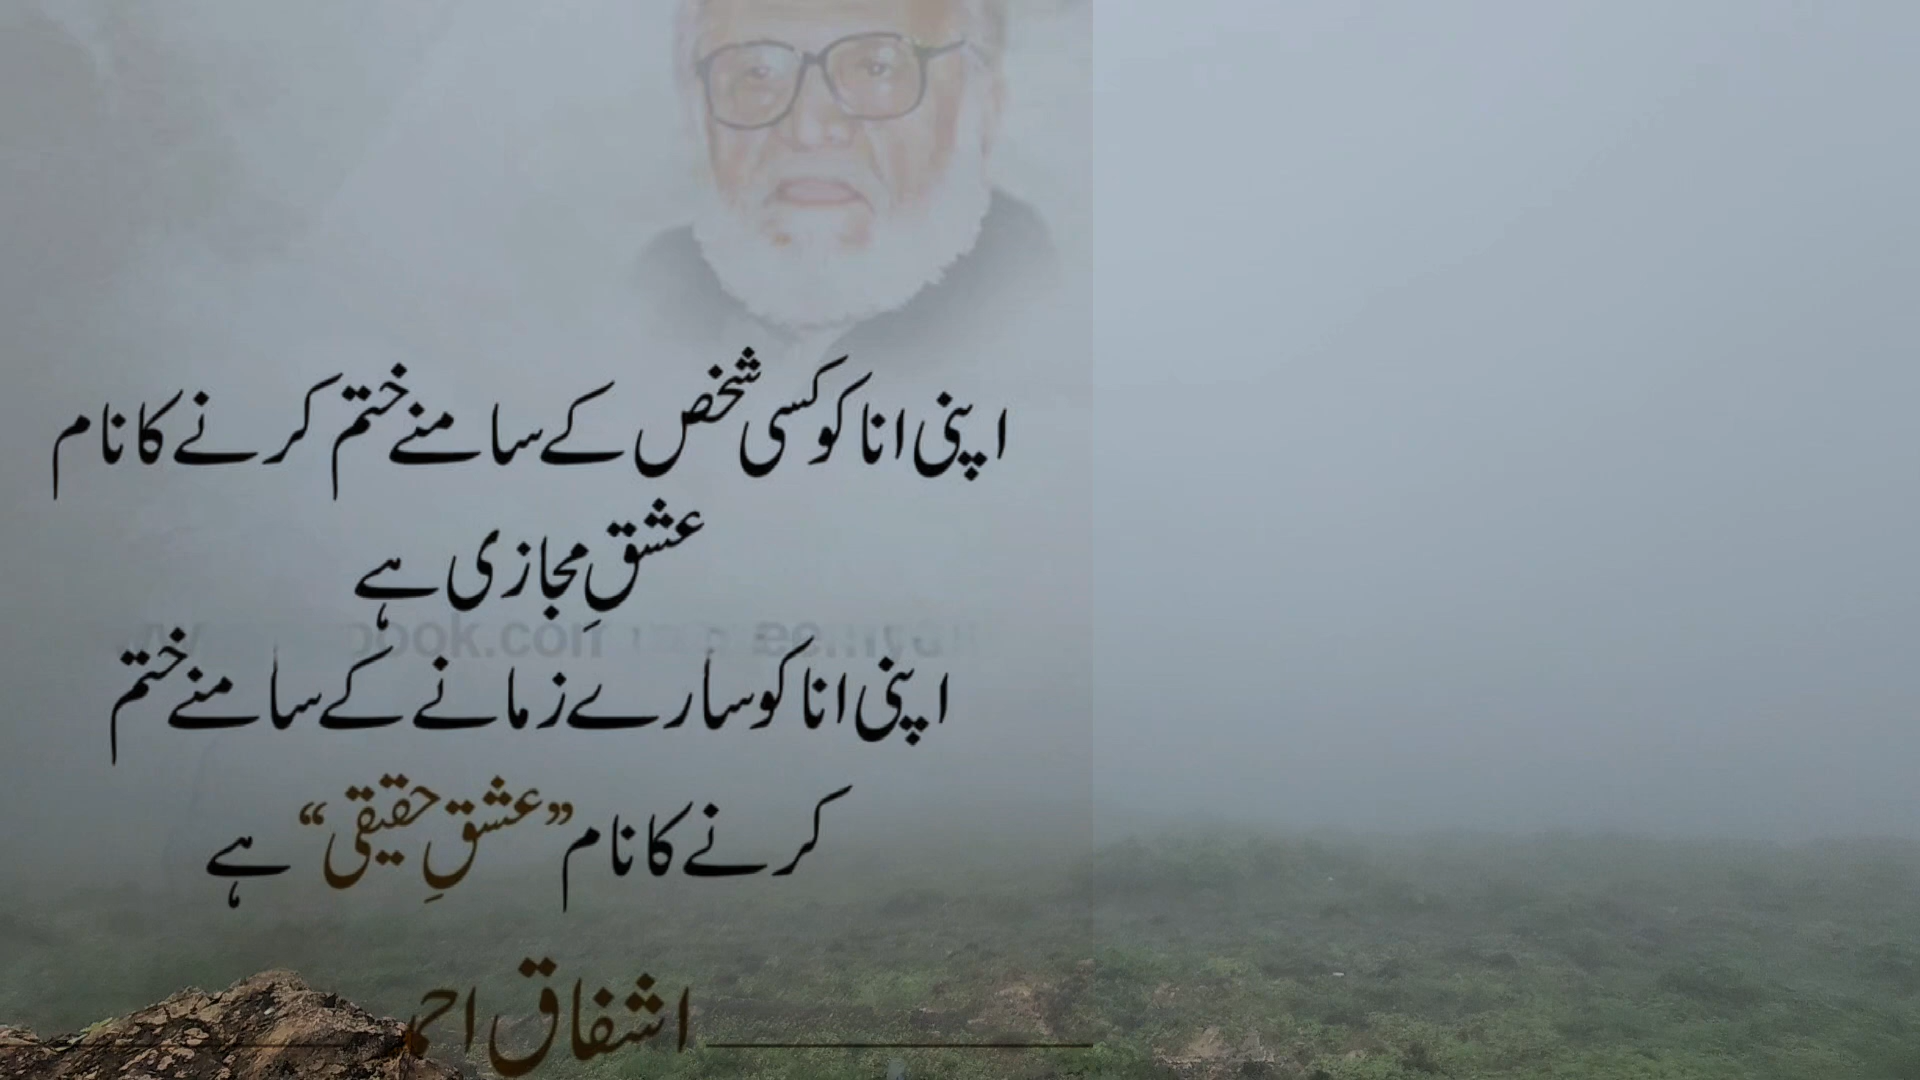 اپنی انا کو کسی شخص کے سامنے ختم کرنے کا نام
عشقِ مجازی ہے
اپنی انا کو سارے زمانے کے سامنے ختم
کرنے کا نام ”عشقِ حقیقی“ ہے
اشفاق احمد